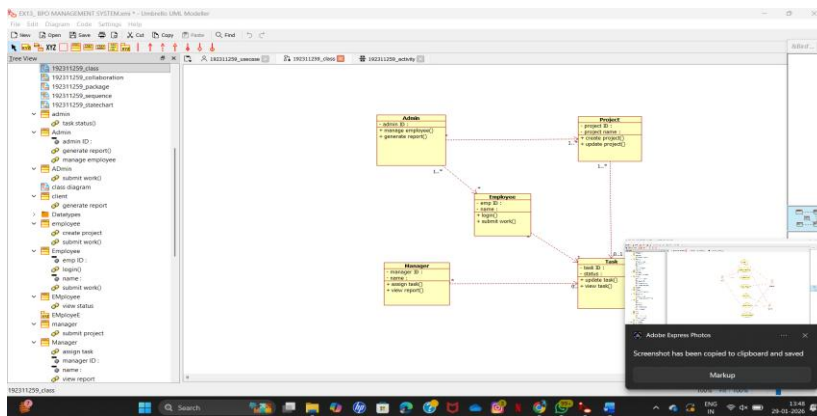 EX13_ BPO MANAGEMENT SYSTEM.xmi * - Umbrello UML Modeller
File Edit Diagram Code Settings Help
New Open Save Cut Copy Paste Find
XYZ
Tree View
192311259_usecase 192311259_class 192311259_activity
192311259_class
192311259_collaboration
192311259_package
192311259_sequence
192311259_statechart
admin
task status()
Admin
admin ID :
generate report()
manage employee()
ADmin
submit work()
class diagram
client
generate report
Datatypes
employee
create project
submit work()
Employee
emp ID :
login()
name :
submit work()
EMployee
view status
EMployeE
manager
submit project
Manager
assign task
manager ID :
name :
view report
Admin
- admin ID :
+ manage employee()
+ generate report()
Project
- project ID :
- project name :
+ create project()
+ update project()
1..*
1..*
1..*
Employee
- emp ID :
- name :
+ login()
+ submit work()
Manager
- manager ID :
- name :
+ assign task()
+ view report()
Task
- task ID :
- status :
+ update task()
+ view task()
Adobe Express Photos
Screenshot has been copied to clipboard and saved
Markup
192311259_class
Search
ENG
IN
13:48
29-01-2026